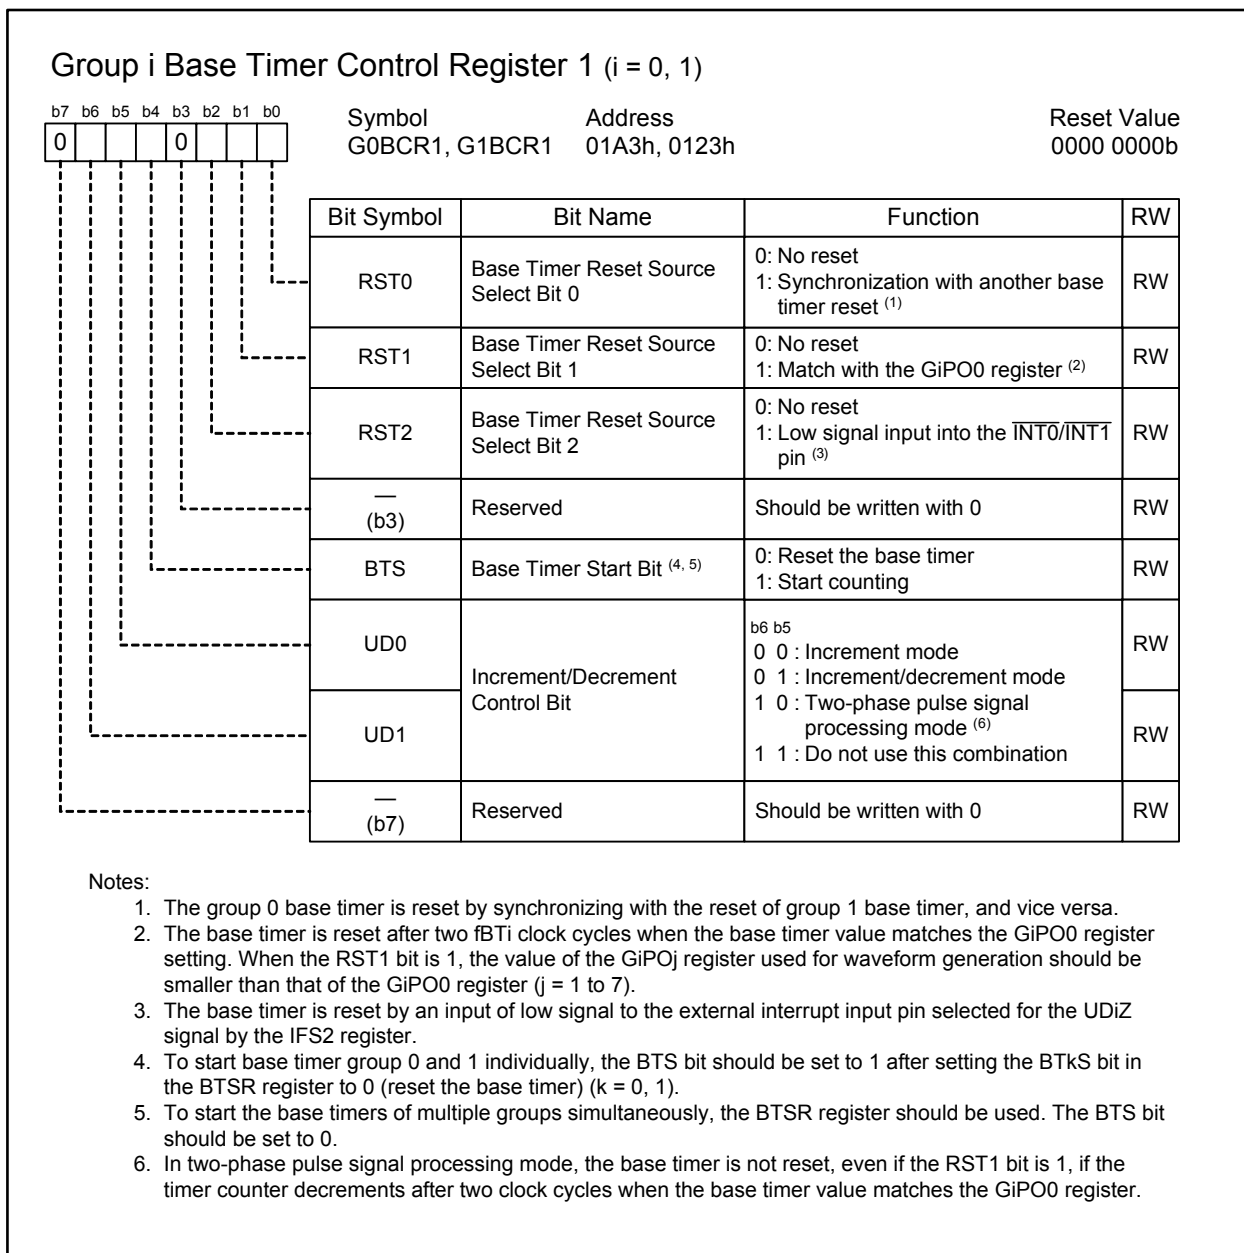 Group i Base Timer Control Register 1 (i = 0, 1)
b7 b6 b5 b4 b3 b2 b1 b0
0 0
Symbol Address Reset Value
G0BCR1, G1BCR1 01A3h, 0123h 0000 0000b
Bit Symbol Bit Name Function RW
RST0 Base Timer Reset Source Select Bit 0
0: No reset
1: Synchronization with another base
timer reset (1)
RW
RST1 Base Timer Reset Source Select Bit 1
0: No reset
1: Match with the GiPO0 register (2)
RW
RST2 Base Timer Reset Source Select Bit 2
0: No reset
1: Low signal input into the INT0/INT1
pin (3)
RW
—
(b3)
Reserved Should be written with 0 RW
BTS Base Timer Start Bit (4, 5)
0: Reset the base timer
1: Start counting
RW
UD0
Increment/Decrement
Control Bit
b6 b5
0 0 : Increment mode
0 1 : Increment/decrement mode
1 0 : Two-phase pulse signal
processing mode (6)
1 1 : Do not use this combination
RW
UD1 RW
—
(b7)
Reserved Should be written with 0 RW
Notes:
1. The group 0 base timer is reset by synchronizing with the reset of group 1 base timer, and vice versa.
2. The base timer is reset after two fBTi clock cycles when the base timer value matches the GiPO0 register
setting. When the RST1 bit is 1, the value of the GiPOj register used for waveform generation should be
smaller than that of the GiPO0 register (j = 1 to 7).
3. The base timer is reset by an input of low signal to the external interrupt input pin selected for the UDiZ
signal by the IFS2 register.
4. To start base timer group 0 and 1 individually, the BTS bit should be set to 1 after setting the BTkS bit in
the BTSR register to 0 (reset the base timer) (k = 0, 1).
5. To start the base timers of multiple groups simultaneously, the BTSR register should be used. The BTS bit
should be set to 0.
6. In two-phase pulse signal processing mode, the base timer is not reset, even if the RST1 bit is 1, if the
timer counter decrements after two clock cycles when the base timer value matches the GiPO0 register.